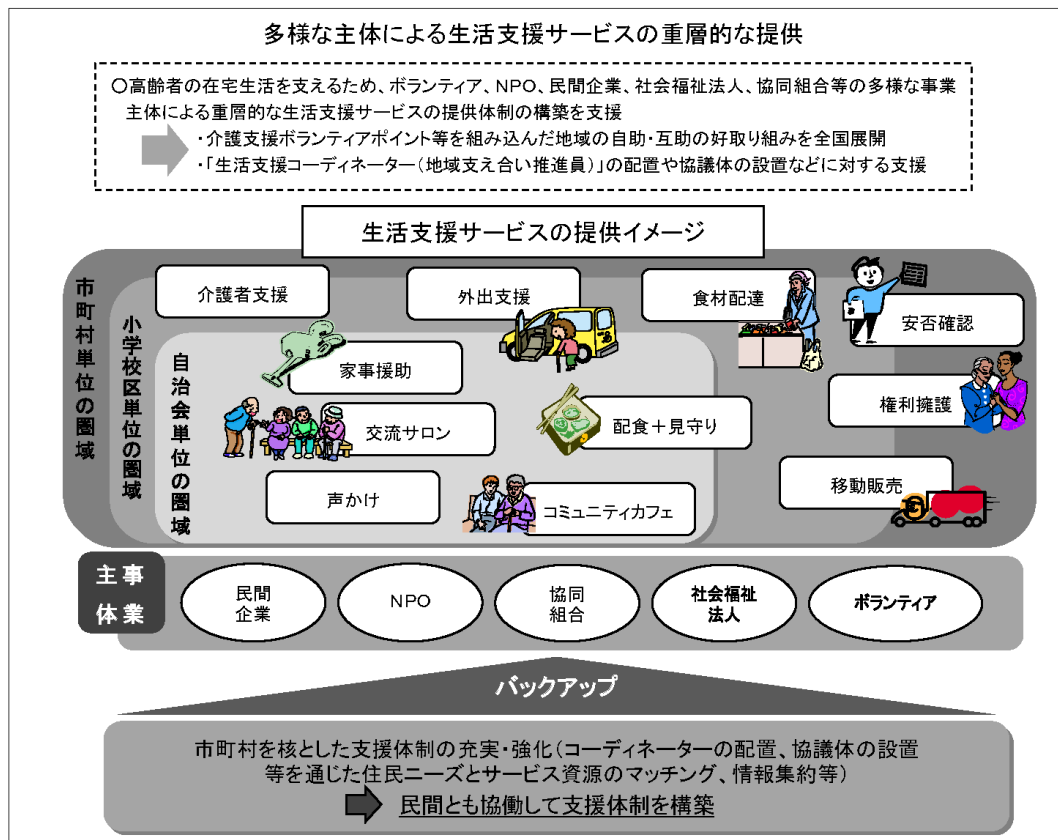 多様な主体による生活支援サービスの重層的な提供
○高齢者の在宅生活を支えるため、ボランティア、NPO、民間企業、社会福祉法人、協同組合等の多様な事業
主体による重層的な生活支援サービスの提供体制の構築を支援
・介護支援ボランティアポイント等を組み込んだ地域の自助・互助の好取り組みを全国展開
・「生活支援コーディネーター(地域支え合い推進員)」の配置や協議体の設置などに対する支援
生活支援サービスの提供イメージ
市町村単位の圏域
小学校区単位の圏域
自治会単位の圏域
介護者支援
外出支援
食材配達
安否確認
家事援助
権利擁護
交流サロン
配食+見守り
声かけ
コミュニティカフェ
移動販売
事業
主体
民間
企業
NPO
協同
組合
社会福祉
法人
ボランティア
バックアップ
市町村を核とした支援体制の充実・強化(コーディネーターの配置、協議体の設置
等を通じた住民ニーズとサービス資源のマッチング、情報集約等)
民間とも協働して支援体制を構築